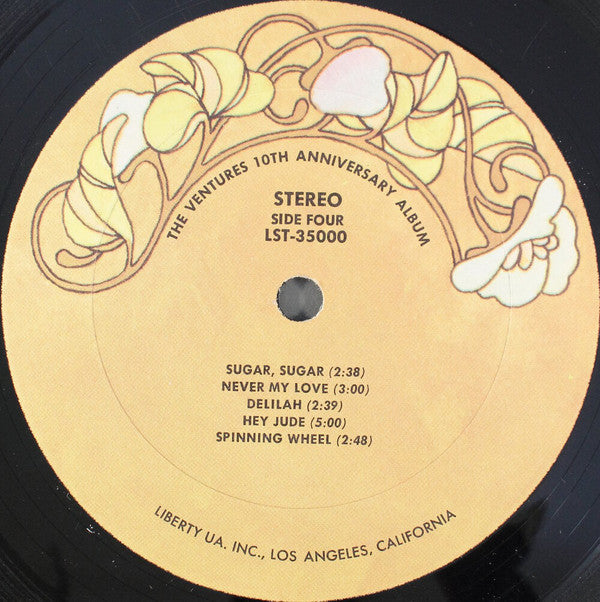 THE VENTURES 10TH ANNIVERSARY ALBUM
STEREO
SIDE FOUR
LST-35000
SUGAR, SUGAR (2:38)
NEVER MY LOVE (3:00)
DELILAH (2:39)
HEY JUDE (5:00)
SPINNING WHEEL (2:48)
LIBERTY UA. INC., LOS ANGELES, CALIFORNIA